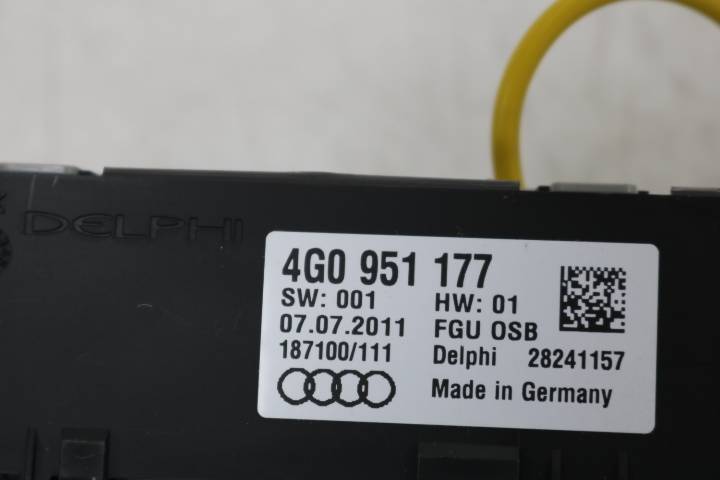 DELPHI
4G0 951 177
SW: 001 HW: 01
07.07.2011 FGU OSB
187100/111 Delphi 28241157
Made in Germany